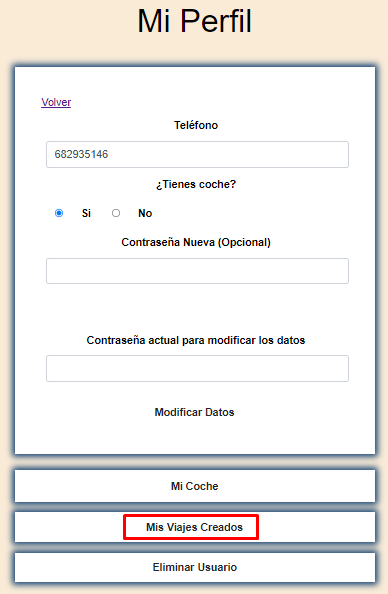 Mi Perfil
Volver
Teléfono
682935146
¿Tienes coche?
Si No
Contraseña Nueva (Opcional)
Contraseña actual para modificar los datos
Modificar Datos
Mi Coche
Mis Viajes Creados
Eliminar Usuario